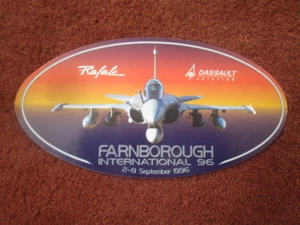 Rafale
DASSAULT
AVIATION
FARNBOROUGH
INTERNATIONAL 96
2-8 September 1996